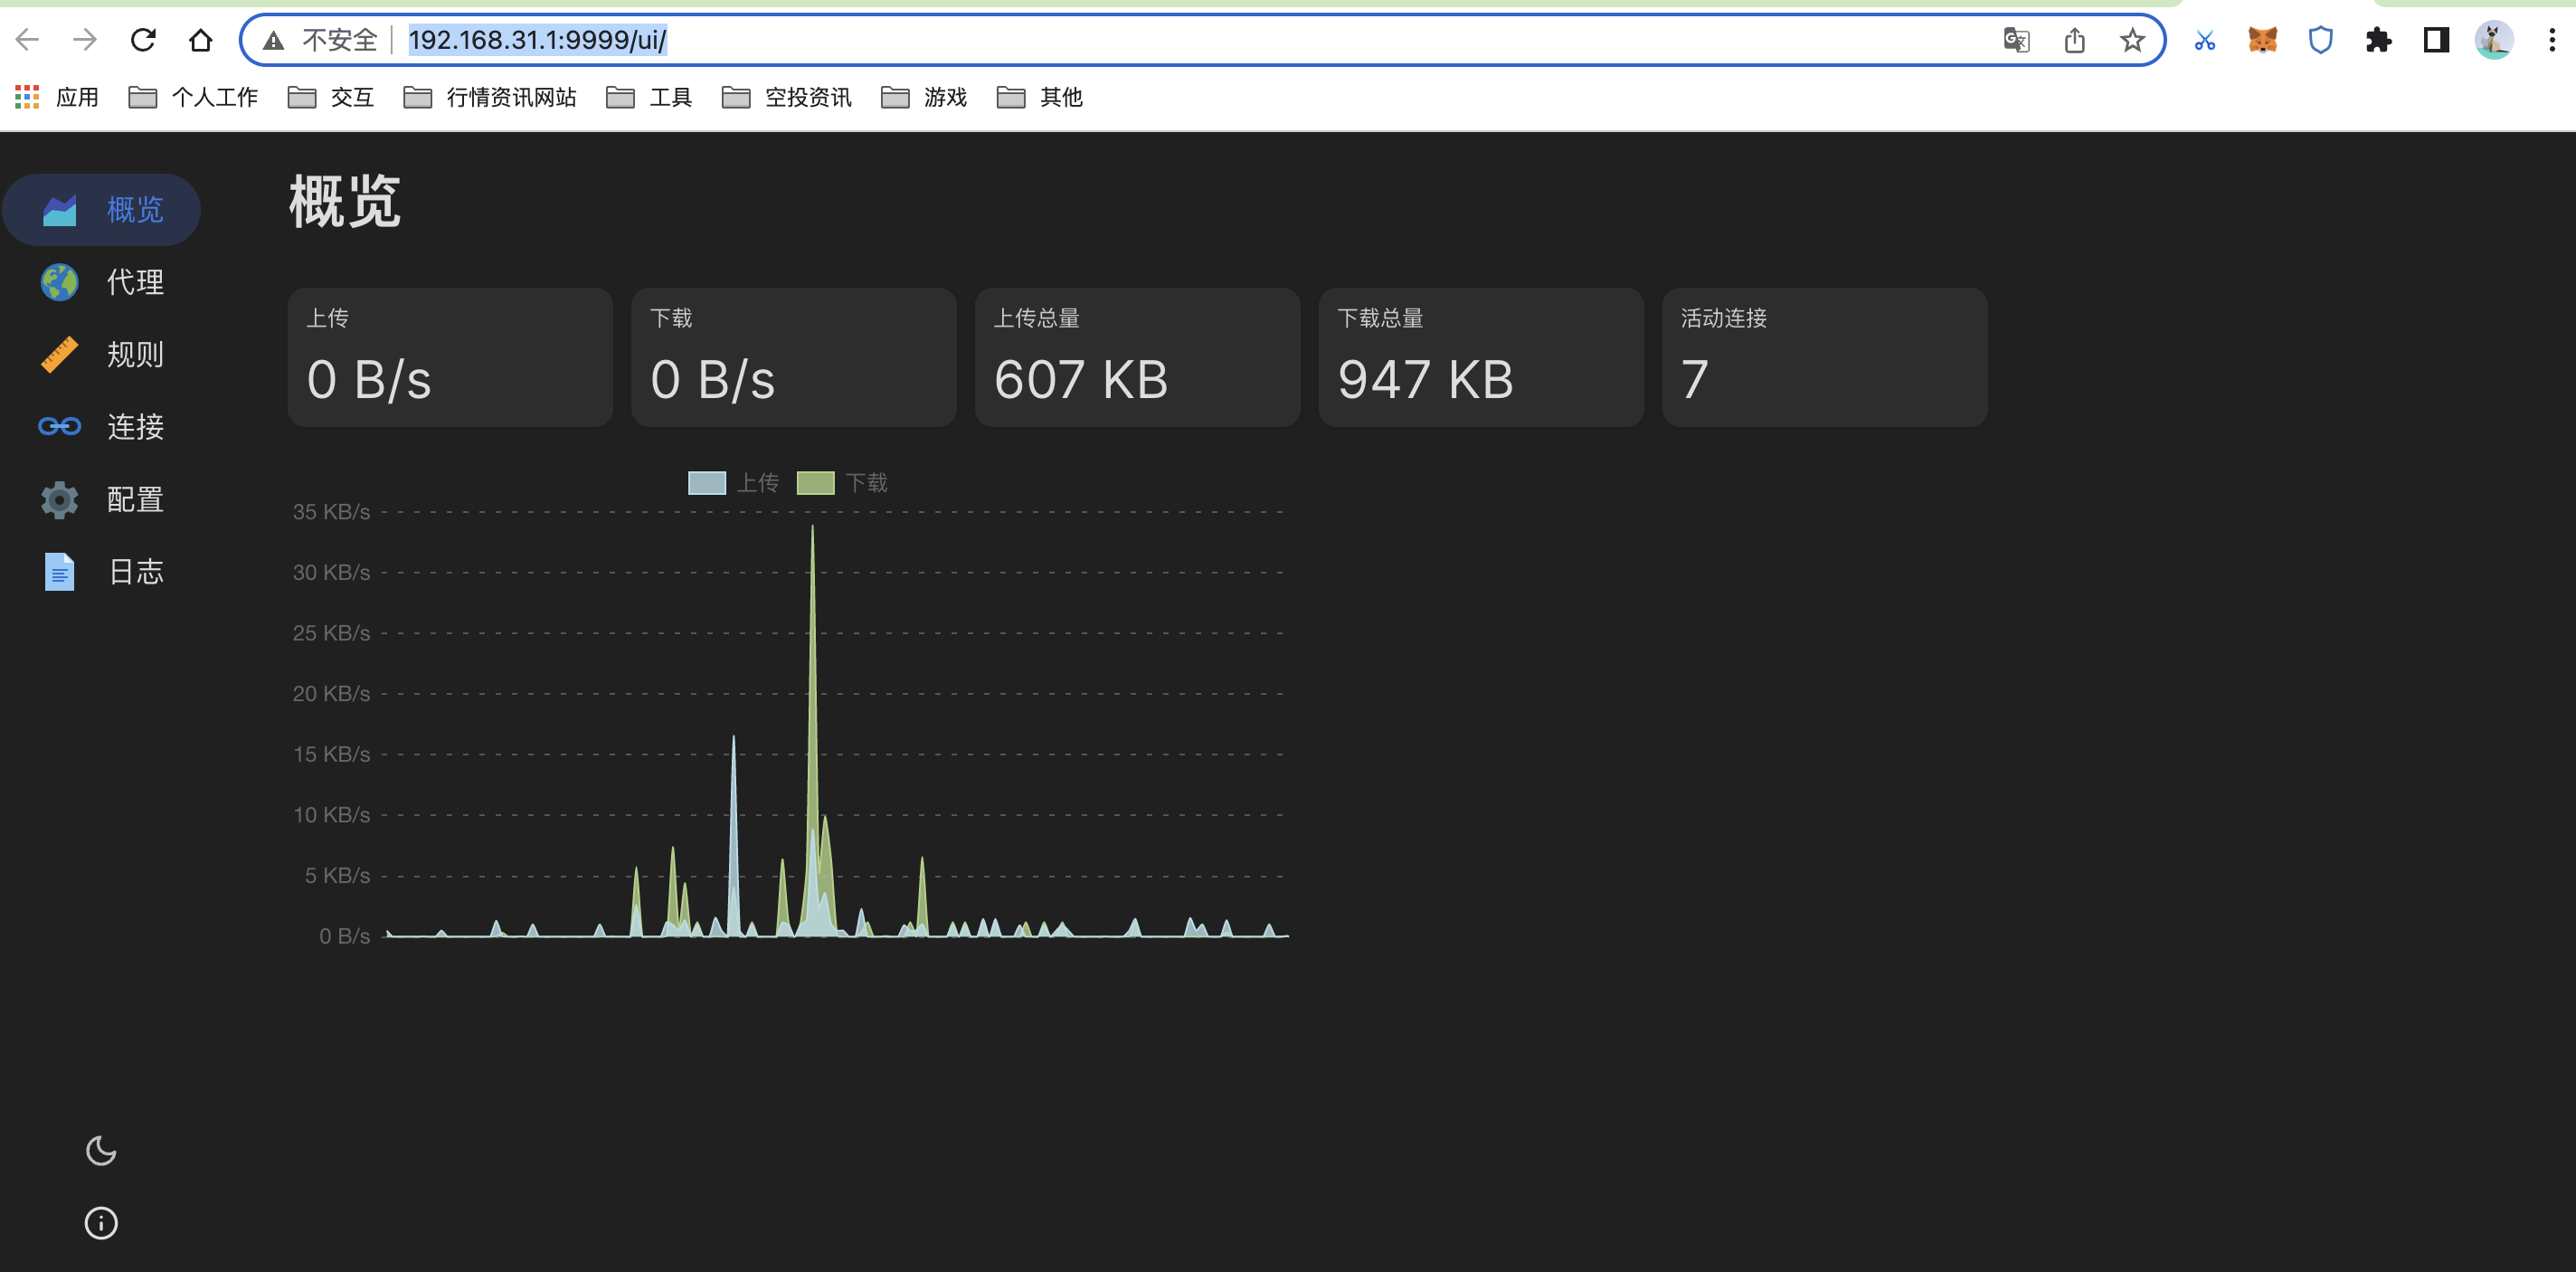 不安全 192.168.31.1:9999/ui/
应用 个人工作 交互 行情资讯网站 工具 空投资讯 游戏 其他
概览
代理
规则
连接
配置
日志
概览
上传 下载 上传总量 下载总量 活动连接
0 B/s 0 B/s 607 KB 947 KB 7
上传 下载
35 KB/s
30 KB/s
25 KB/s
20 KB/s
15 KB/s
10 KB/s
5 KB/s
0 B/s